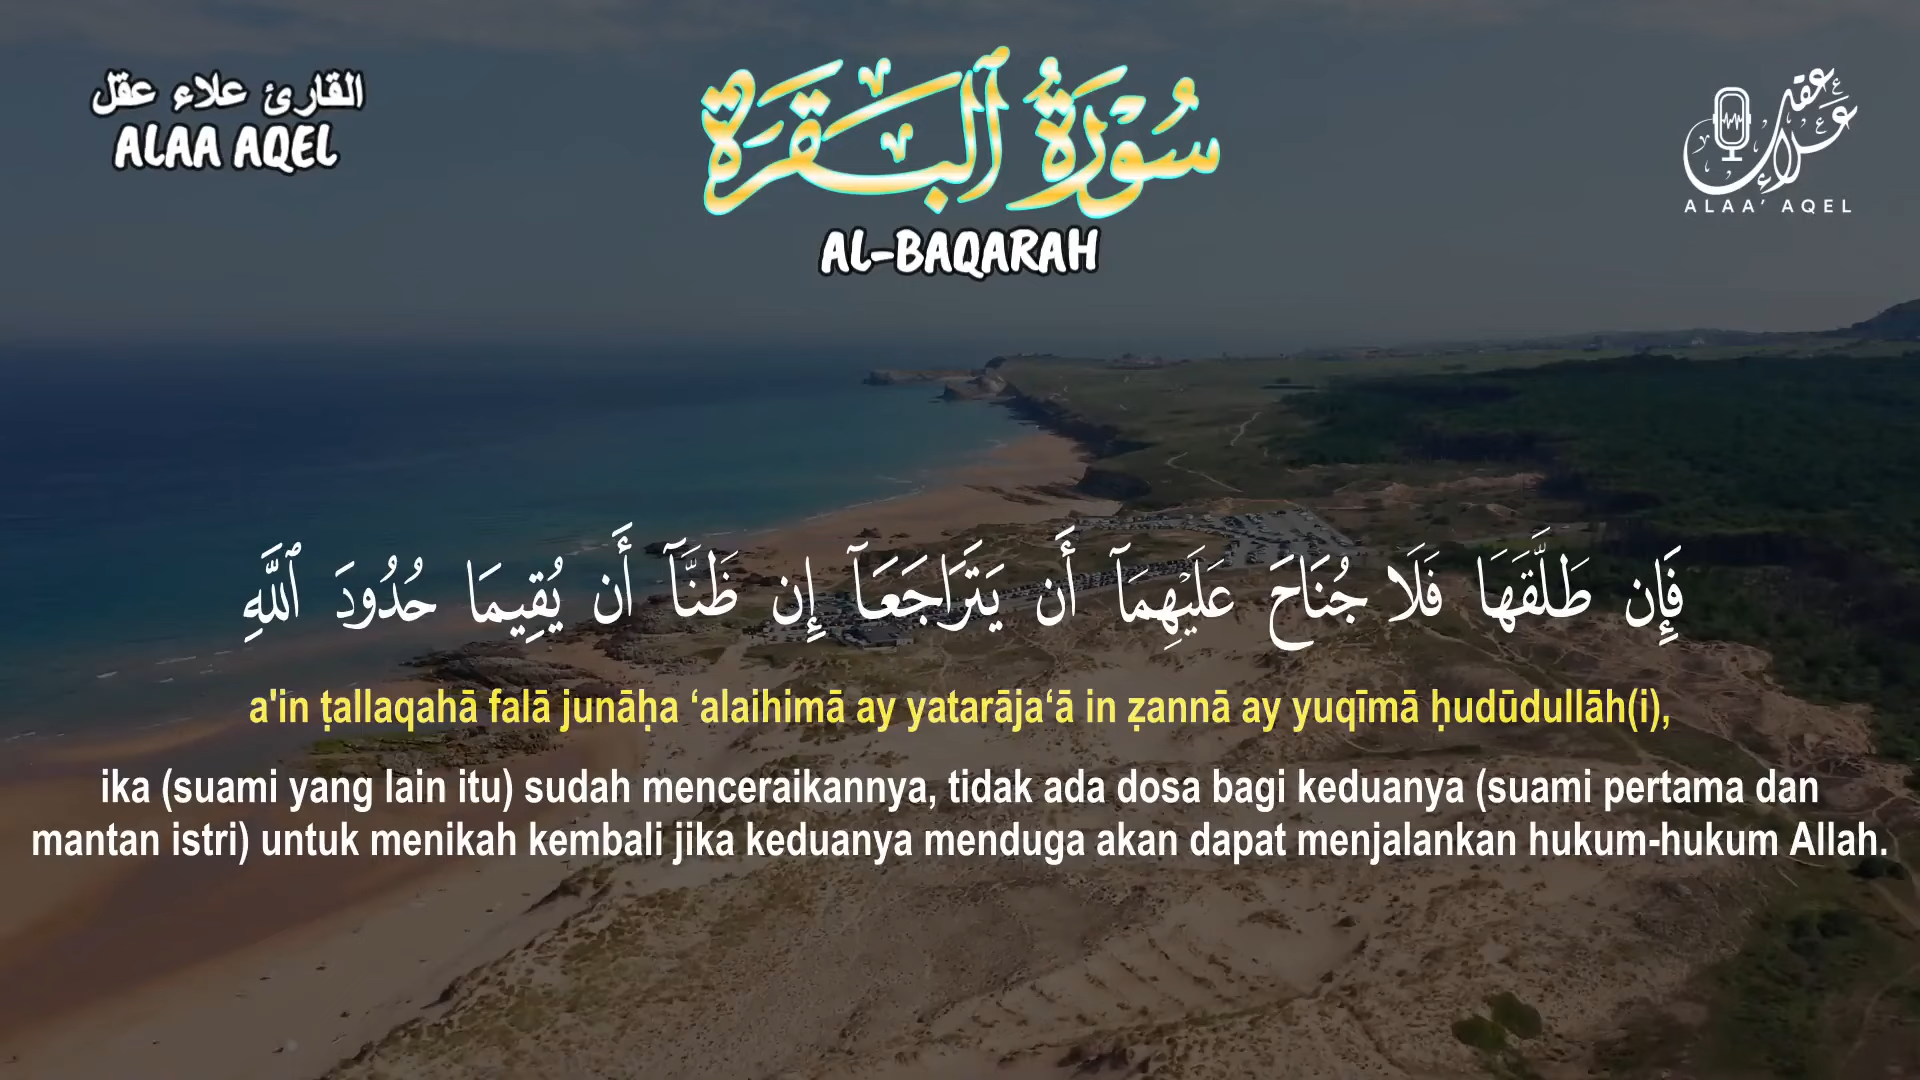 القارئ علاء عقل
ALAA AQEL
سُورَةُ ٱلْبَقَرَةِ
AL-BAQARAH
علاء عقل
ALAA' AQEL
فَإِن طَلَّقَهَا فَلَا جُنَاحَ عَلَيْهِمَآ أَن يَتَرَاجَعَآ إِن ظَنَّآ أَن يُقِيمَا حُدُودَ ٱللَّهِ
a'in ṭallaqahā falā junāḥa ‘alaihimā ay yatarāja‘ā in ẓannā ay yuqīmā ḥudūdullāh(i),
ika (suami yang lain itu) sudah menceraikannya, tidak ada dosa bagi keduanya (suami pertama dan
mantan istri) untuk menikah kembali jika keduanya menduga akan dapat menjalankan hukum-hukum Allah.